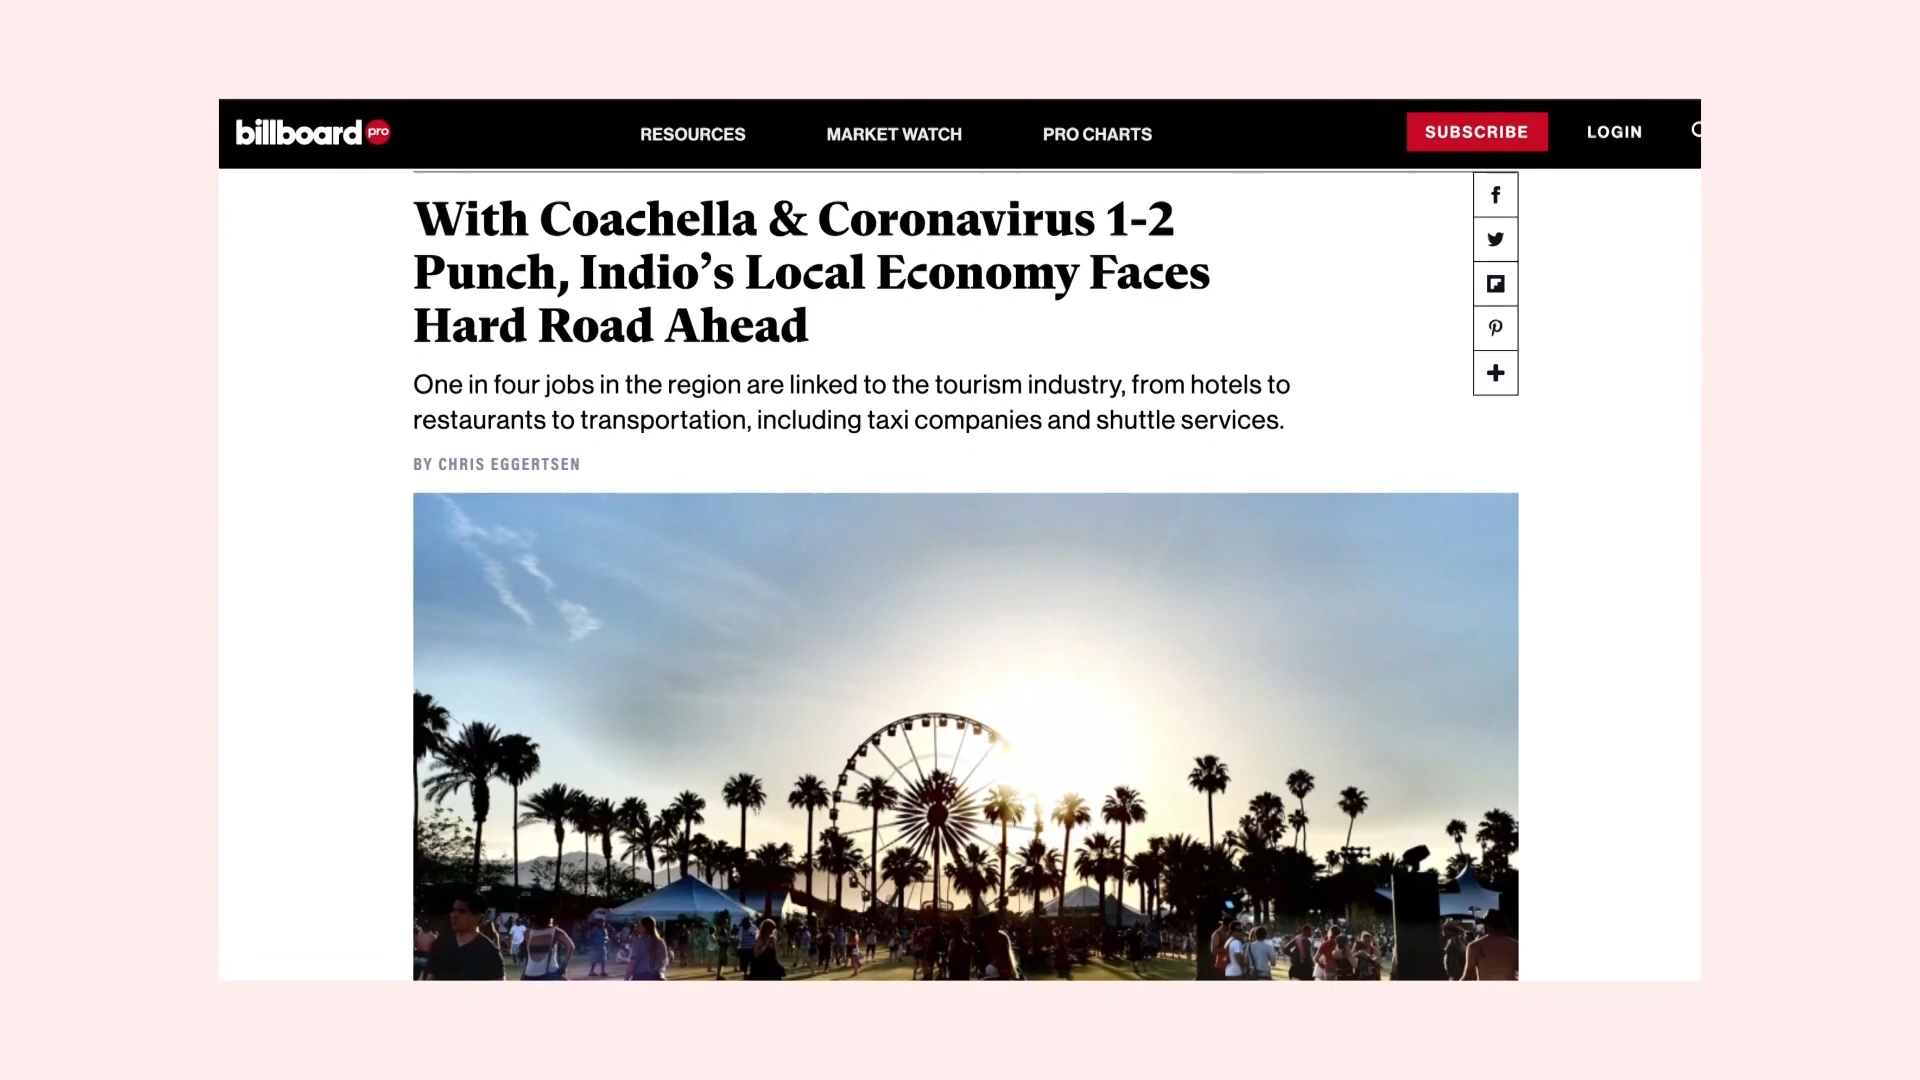 billboard pro
RESOURCES
MARKET WATCH
PRO CHARTS
SUBSCRIBE
LOGIN
With Coachella & Coronavirus 1-2
Punch, Indio’s Local Economy Faces
Hard Road Ahead
One in four jobs in the region are linked to the tourism industry, from hotels to
restaurants to transportation, including taxi companies and shuttle services.
BY CHRIS EGGERTSEN